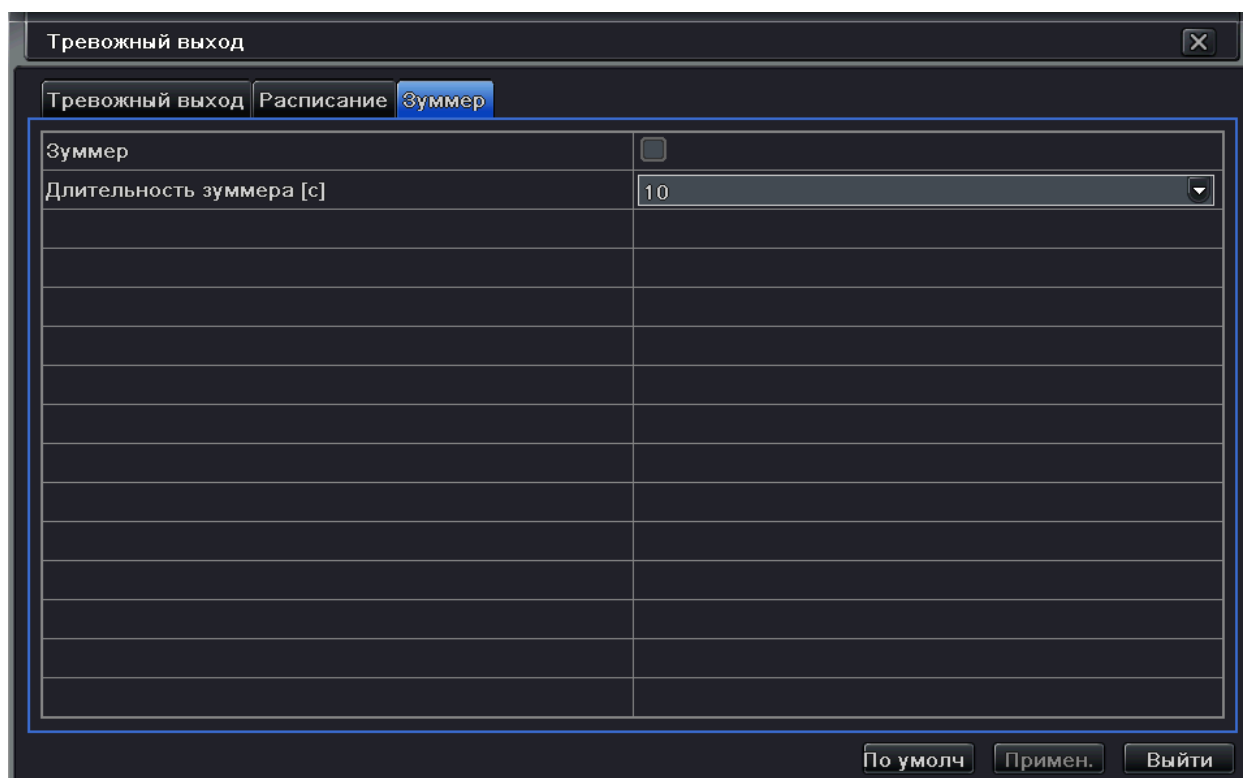 Тревожный выход
Тревожный выход Расписание Зуммер
Зуммер
Длительность зуммера [с] 10
По умолч Примен. Выйти